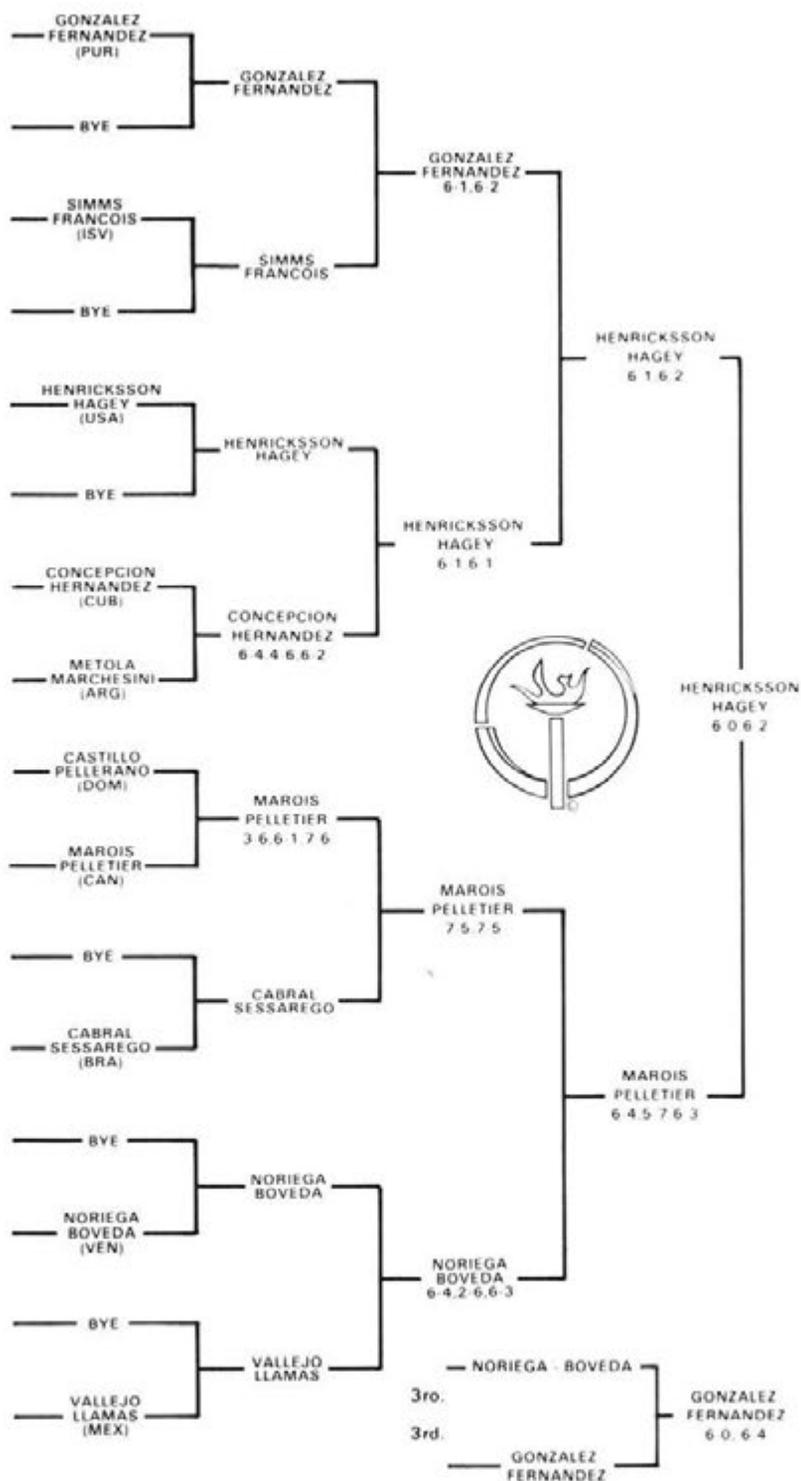 GONZALEZ
FERNANDEZ
(PUR)
BYE
SIMMS
FRANCOIS
(ISV)
BYE
HENRICKSSON
HAGEY
(USA)
BYE
CONCEPCION
HERNANDEZ
(CUB)
METOLA
MARCHESINI
(ARG)
CASTILLO
PELLERANO
(DOM)
MAROIS
PELLETIER
(CAN)
BYE
CABRAL
SESSAREGO
(BRA)
BYE
NORIEGA
BOVEDA
(VEN)
BYE
VALLEJO
LLAMAS
(MEX)
GONZALEZ
FERNANDEZ
SIMMS
FRANCOIS
HENRICKSSON
HAGEY
CONCEPCION
HERNANDEZ
6-4.4 6.6-2
MAROIS
PELLETIER
3 6.6-1.7 6
CABRAL
SESSAREGO
NORIEGA
BOVEDA
VALLEJO
LLAMAS
GONZALEZ
FERNANDEZ
6-1,6-2
HENRICKSSON
HAGEY
6 1 6 1
MAROIS
PELLETIER
7 5.7 5
NORIEGA
BOVEDA
6-4,2-6,6-3
HENRICKSSON
HAGEY
6 1 6 2
MAROIS
PELLETIER
6 4.5 7 6 3
HENRICKSSON
HAGEY
6 0 6 2
©
3ro.
3rd.
NORIEGA - BOVEDA
GONZALEZ
FERNANDEZ
GONZALEZ
FERNANDEZ
6 0, 6 4